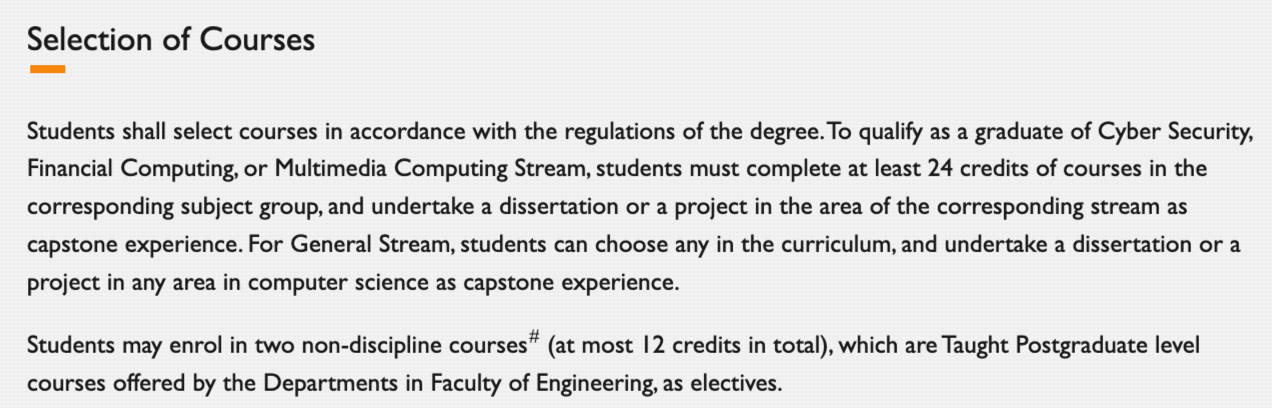 Selection of Courses
Students shall select courses in accordance with the regulations of the degree. To qualify as a graduate of Cyber Security,
Financial Computing, or Multimedia Computing Stream, students must complete at least 24 credits of courses in the
corresponding subject group, and undertake a dissertation or a project in the area of the corresponding stream as
capstone experience. For General Stream, students can choose any in the curriculum, and undertake a dissertation or a
project in any area in computer science as capstone experience.
Students may enrol in two non-discipline courses# (at most 12 credits in total), which are Taught Postgraduate level
courses offered by the Departments in Faculty of Engineering, as electives.